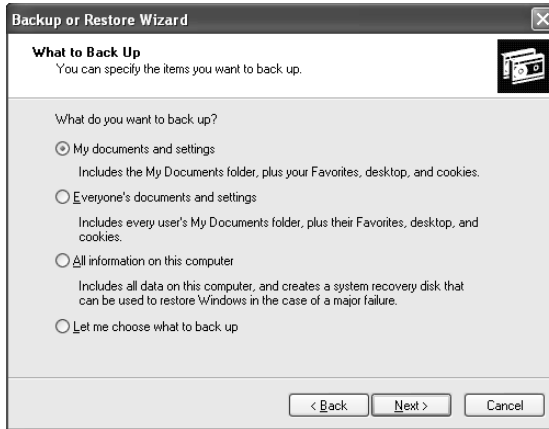 Backup or Restore Wizard
What to Back Up
You can specify the items you want to back up.
What do you want to back up?
My documents and settings
Includes the My Documents folder, plus your Favorites, desktop, and cookies.
Everyone's documents and settings
Includes every user's My Documents folder, plus their Favorites, desktop, and
cookies.
All information on this computer
Includes all data on this computer, and creates a system recovery disk that
can be used to restore Windows in the case of a major failure.
Let me choose what to back up
< Back Next > Cancel